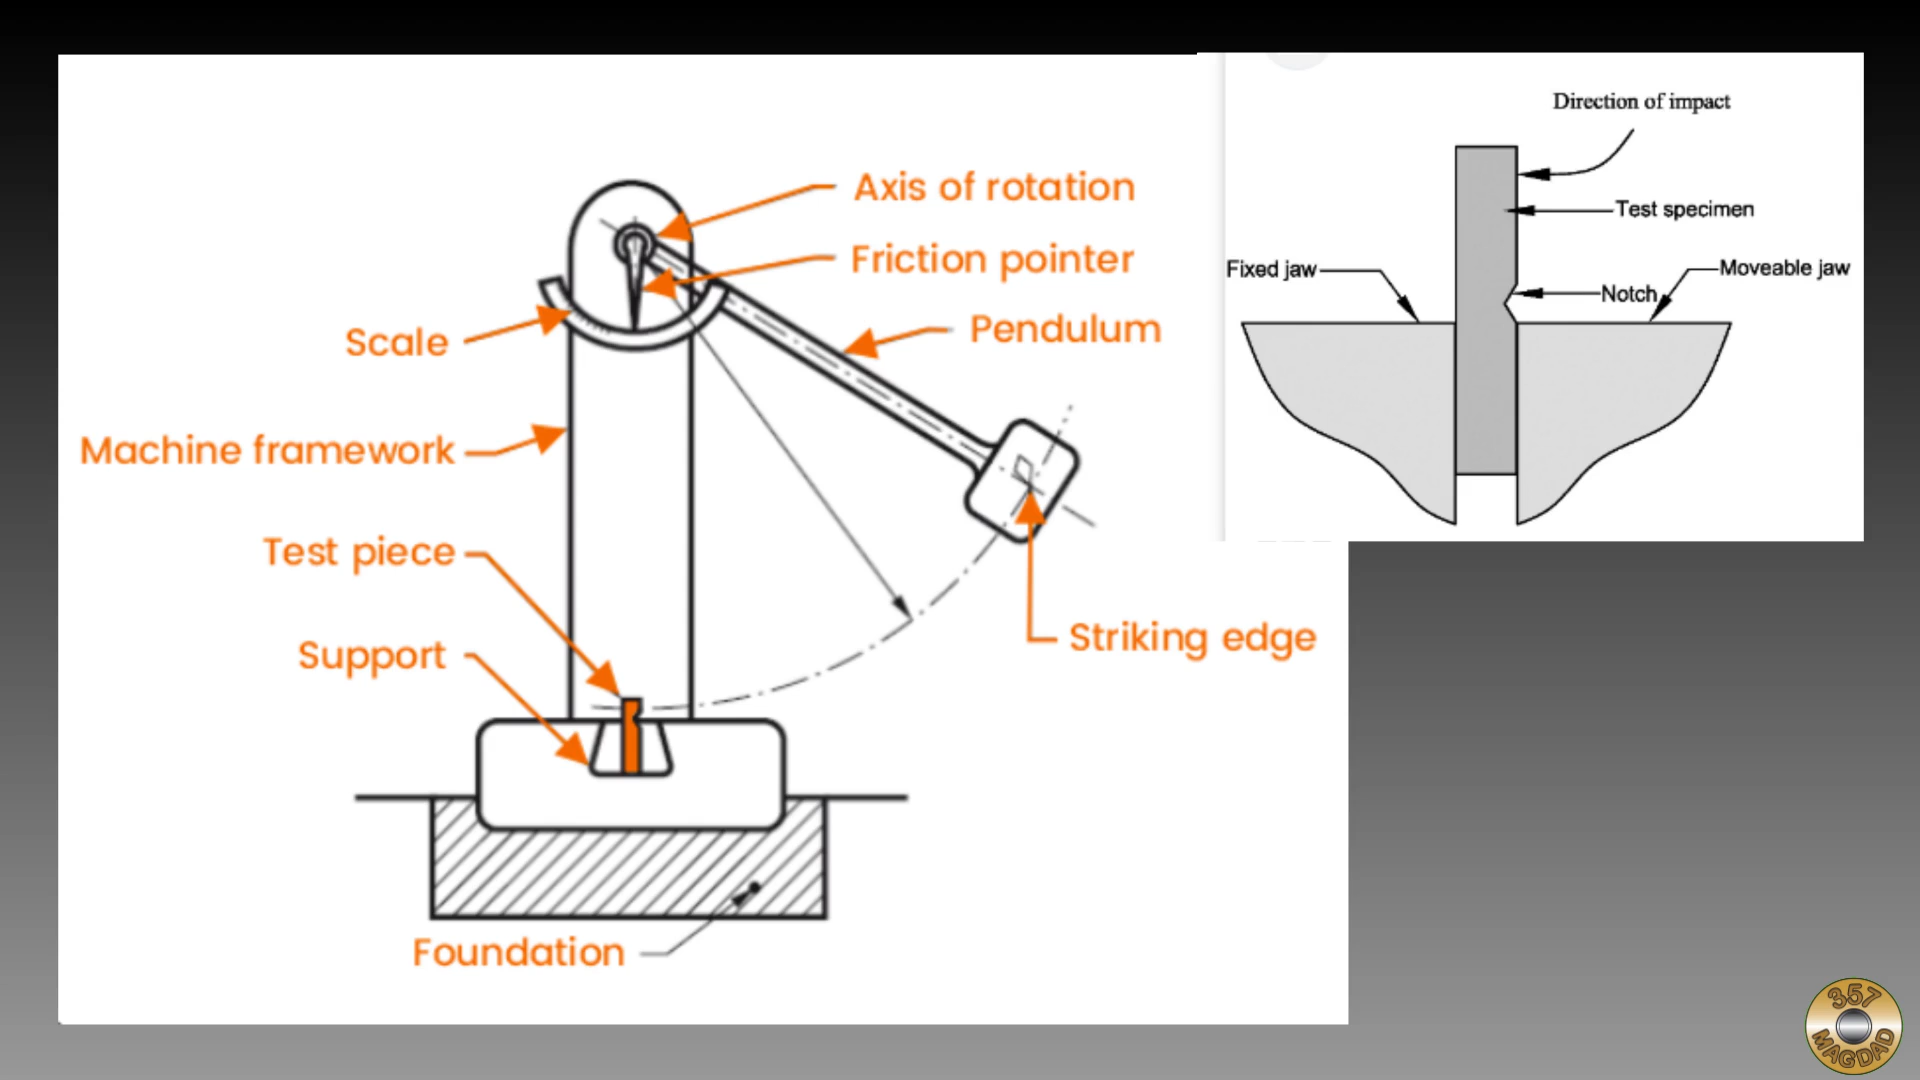 Axis of rotation
Friction pointer
Scale
Pendulum
Machine framework
Test piece
Support
Striking edge
Foundation
Direction of impact
Test specimen
Fixed jaw
Moveable jaw
Notch
357
MAGDAD